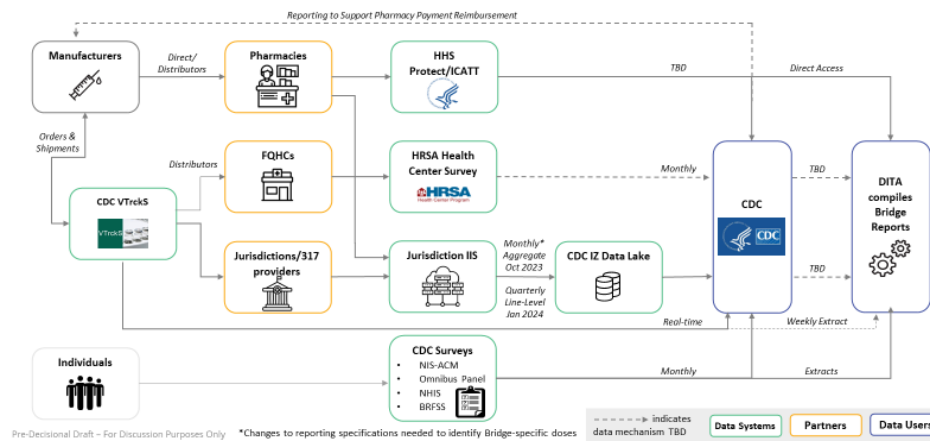 Reporting to Support Pharmacy Payment Reimbursement
Manufacturers
Direct/
Distributors
Pharmacies
HHS
Protect/ICATT
TBD
Direct Access
Orders &
Shipments
Distributors
FQHCs
HRSA Health
Center Survey
HRSA
Health Center Program
Monthly
TBD
CDC VTrckS
VTrckS
CDC
CDC
DITA
compiles
Bridge
Reports
Jurisdictions/317
providers
Jurisdiction IIS
Monthly*
Aggregate
Oct 2023
Quarterly
Line-Level
Jan 2024
CDC IZ Data Lake
TBD
Real-time
Weekly Extract
Individuals
CDC Surveys
• NIS-ACM
• Omnibus Panel
• NHIS
• BRFSS
Monthly
Extracts
Pre-Decisional Draft – For Discussion Purposes Only
*Changes to reporting specifications needed to identify Bridge-specific doses
indicates
data mechanism TBD
Data Systems
Partners
Data Users